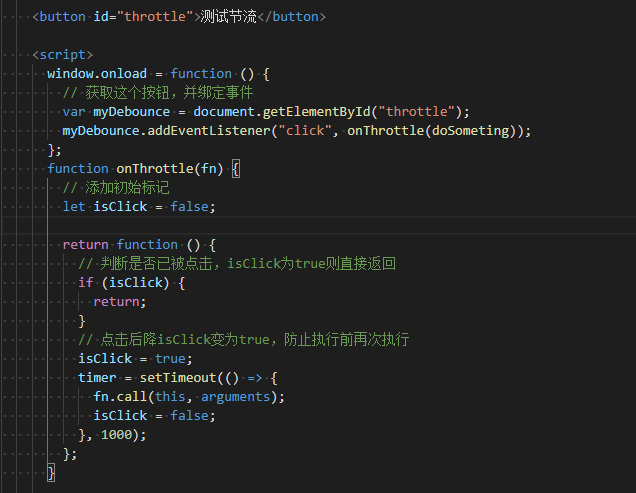 <button id="throttle">测试节流</button>
<script>
window.onload = function () {
// 获取这个按钮，并绑定事件
var myDebounce = document.getElementById("throttle");
myDebounce.addEventListener("click", onThrottle(doSometing));
};
function onThrottle(fn) {
// 添加初始标记
let isClick = false;
return function () {
// 判断是否已被点击，isClick为true则直接返回
if (isClick) {
return;
}
// 点击后降isClick变为true，防止执行前再次执行
isClick = true;
timer = setTimeout(() => {
fn.call(this, arguments);
isClick = false;
}, 1000);
};
}